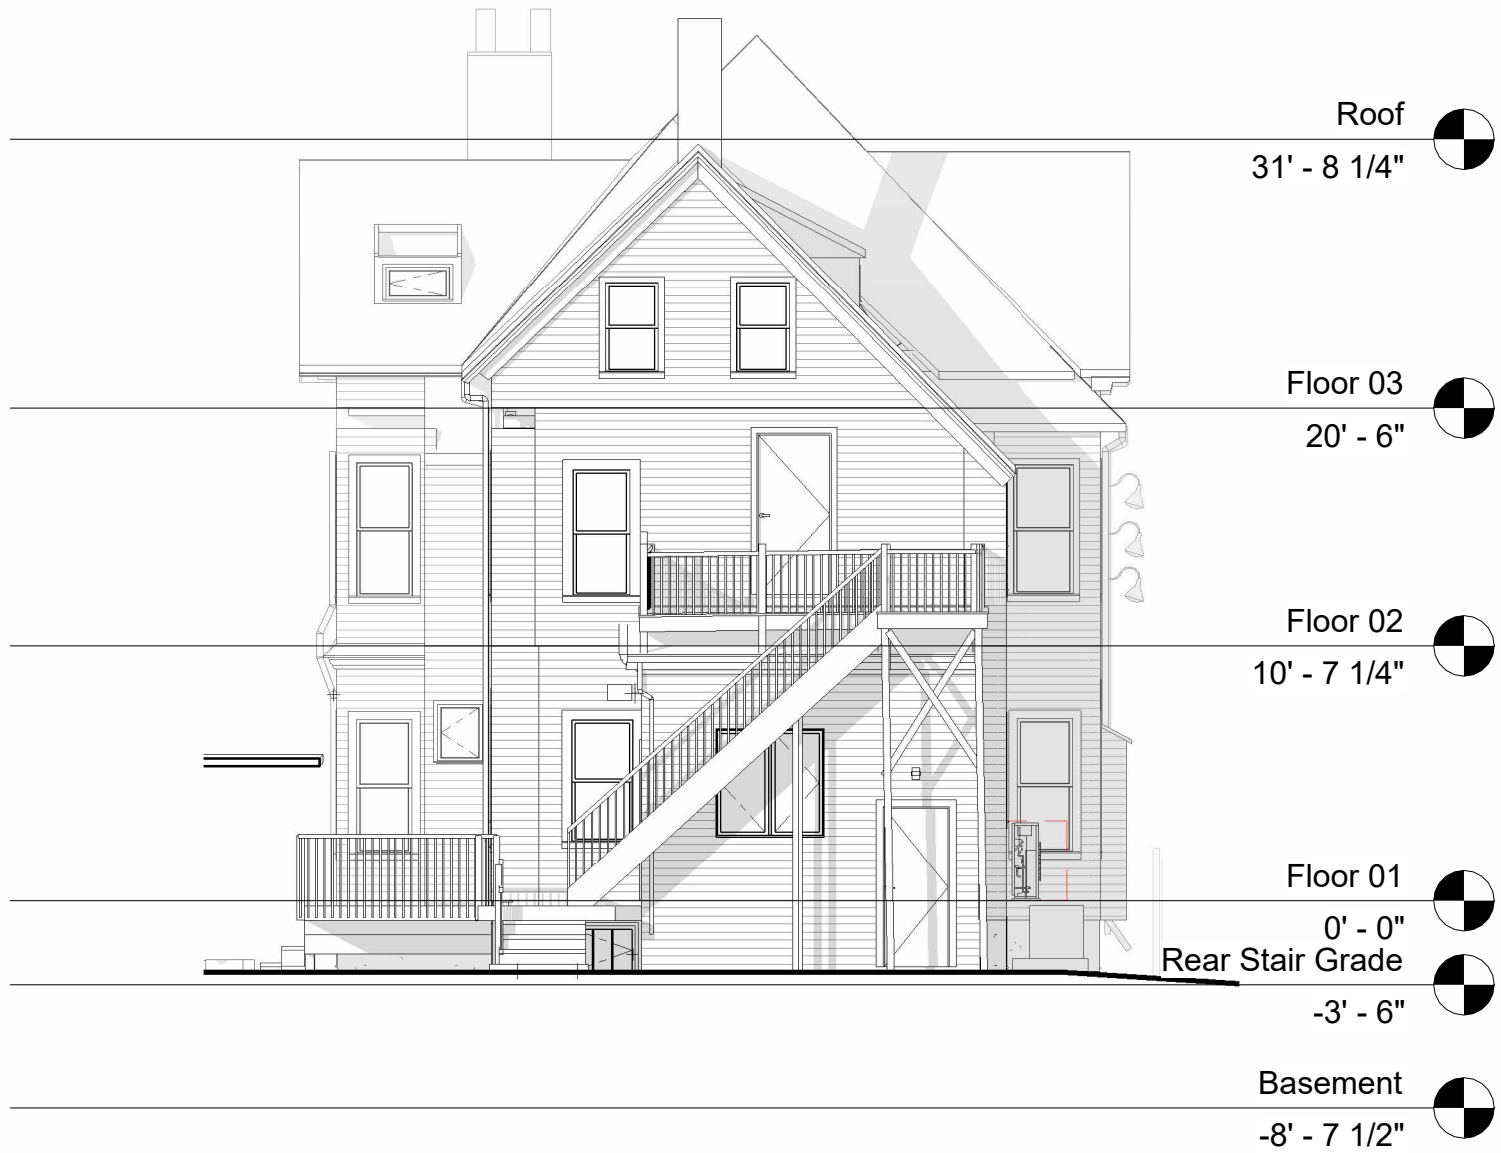 Roof
31' - 8 1/4"
Floor 03
20' - 6"
Floor 02
10' - 7 1/4"
Floor 01
0' - 0"
Rear Stair Grade
-3' - 6"
Basement
-8' - 7 1/2"